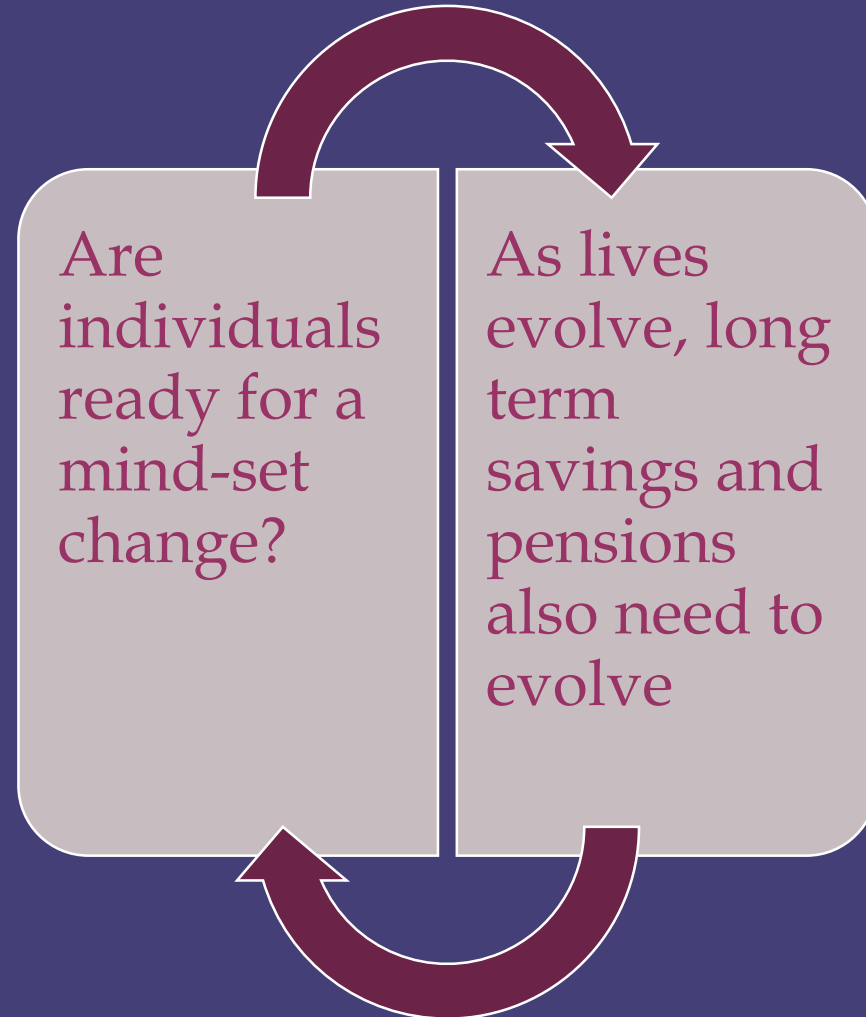 Are
individuals
ready for a
mind-set
change?
As lives
evolve, long
term
savings and
pensions
also need to
evolve